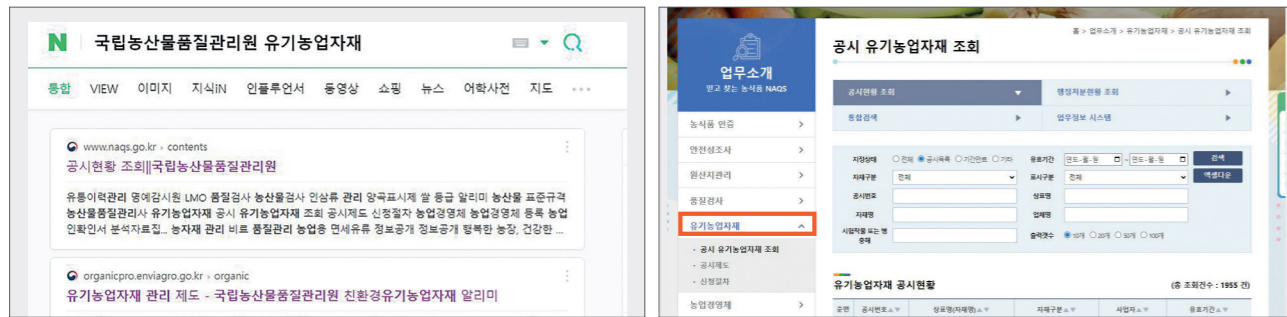 N 국립농산물품질관리원 유기농업자재
통합 VIEW 이미지 지식iN 인플루언서 동영상 쇼핑 뉴스 어학사전 지도
www.naqs.go.kr › contents
공시현황 조회||국립농산물품질관리원
유통이력관리 명예감시원 LMO 품질검사 농산물검사 인삼류 관리 양곡표시제 쌀 등급 알리미 농산물 표준규격
농산물품질관리사 유기농업자재 공시 유기농업자재 조회 공시제도 신청절차 농업경영체 농업경영체 등록 농업
인확인서 분석자료집... 농자재 관리 비료 품질관리 농업용 면세유류 정보공개 정보공개 행복한 농장, 건강한 ...
organicpro.enviagro.go.kr › organic
유기농업자재 관리 제도 - 국립농산물품질관리원 친환경유기농업자재 알리미
업무소개
믿고 찾는 농식품 NAQS
농식품 인증
안전성조사
원산지관리
품질검사
유기농업자재
· 공시 유기농업자재 조회
· 공시제도
· 신청절차
농업경영체
홈 > 업무소개 > 유기농업자재 > 공시 유기농업자재 조회
공시 유기농업자재 조회
공시현황 조회 행정처분현황 조회
통합검색 업무정보 시스템
지정상태 전체 공시목록 기간만료 기타 유효기간 연도-월-일 ~ 연도-월-일 검색
자재구분 전체 표시구분 전체 엑셀다운
공시번호 상표명
자재명 업체명
시험작물 또는 병충해 출력갯수 10개 20개 50개 100개
유기농업자재 공시현황 (총 조회건수 : 1955 건)
순번 공시번호▲▼ 상표명(자재명)▲▼ 자재구분▲▼ 사업자▲▼ 유효기간▲▼